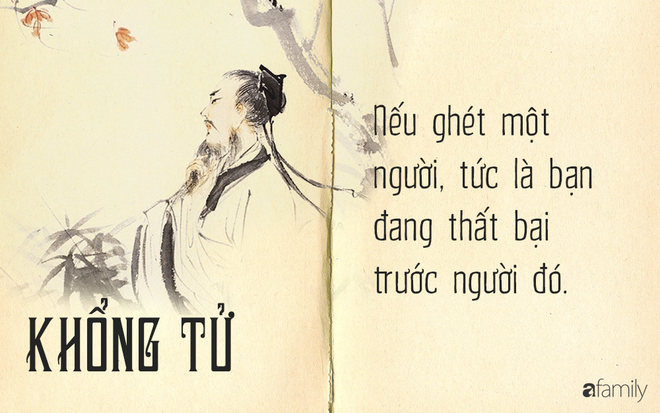 Nếu ghét một
người, tức là bạn
đang thất bại
trước người đó.
KHỔNG TỬ
afamily